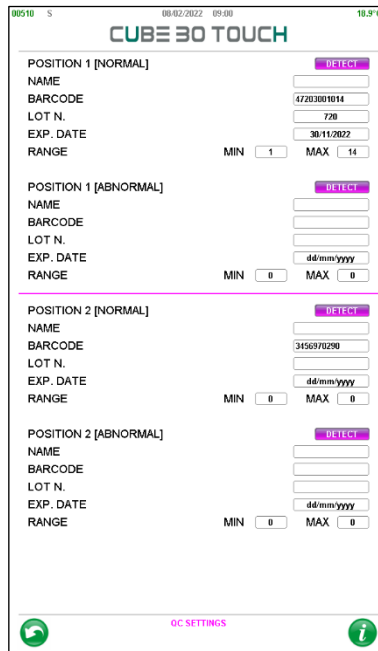 00510 S 08/02/2022 09:00 18.9°
CUBE 30 TOUCH
POSITION 1 [NORMAL] DETECT
NAME
BARCODE 47203001014
LOT N. 720
EXP. DATE 30/11/2022
RANGE MIN 1 MAX 14
POSITION 1 [ABNORMAL] DETECT
NAME
BARCODE
LOT N.
EXP. DATE dd/mm/yyyy
RANGE MIN 0 MAX 0
POSITION 2 [NORMAL] DETECT
NAME
BARCODE 3456970290
LOT N.
EXP. DATE dd/mm/yyyy
RANGE MIN 0 MAX 0
POSITION 2 [ABNORMAL] DETECT
NAME
BARCODE
LOT N.
EXP. DATE dd/mm/yyyy
RANGE MIN 0 MAX 0
QC SETTINGS
i